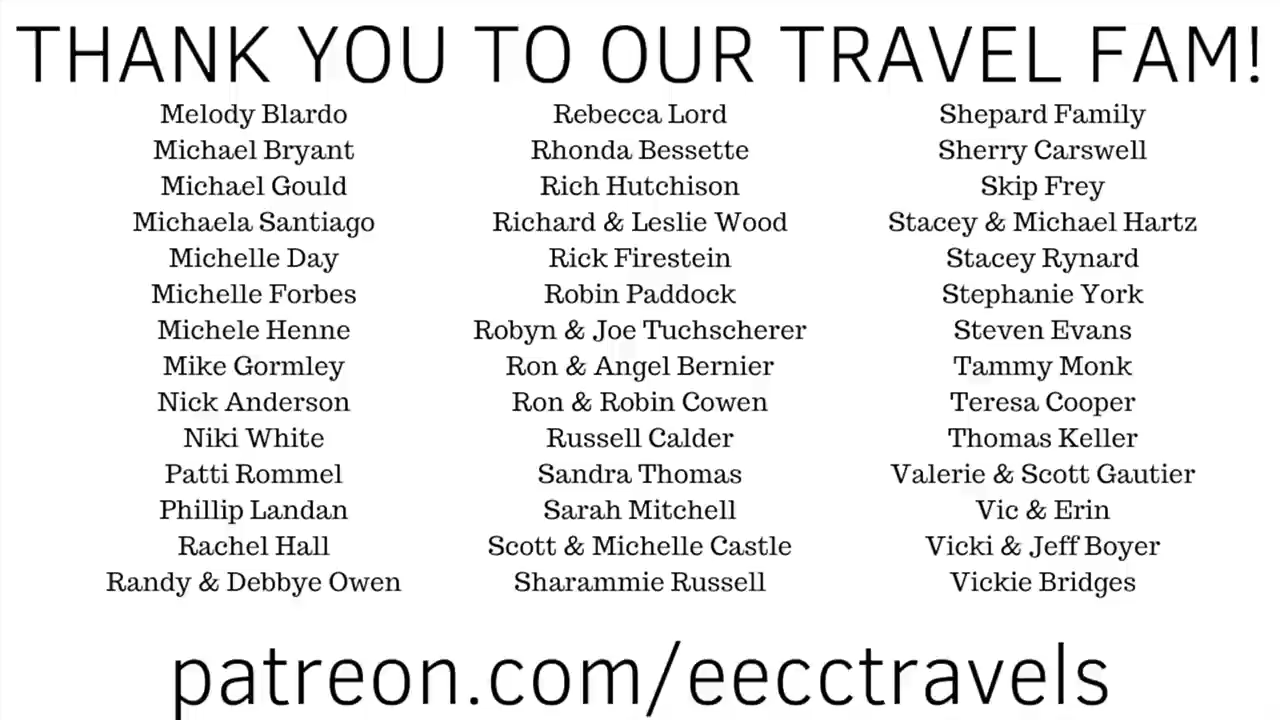 THANK YOU TO OUR TRAVEL FAM!
Melody Blardo
Michael Bryant
Michael Gould
Michaela Santiago
Michelle Day
Michelle Forbes
Michele Henne
Mike Gormley
Nick Anderson
Niki White
Patti Rommel
Phillip Landan
Rachel Hall
Randy & Debbye Owen
Rebecca Lord
Rhonda Bessette
Rich Hutchison
Richard & Leslie Wood
Rick Firestein
Robin Paddock
Robyn & Joe Tuchscherer
Ron & Angel Bernier
Ron & Robin Cowen
Russell Calder
Sandra Thomas
Sarah Mitchell
Scott & Michelle Castle
Sharammie Russell
Shepard Family
Sherry Carswell
Skip Frey
Stacey & Michael Hartz
Stacey Rynard
Stephanie York
Steven Evans
Tammy Monk
Teresa Cooper
Thomas Keller
Valerie & Scott Gautier
Vic & Erin
Vicki & Jeff Boyer
Vickie Bridges
patreon.com/eecctravels